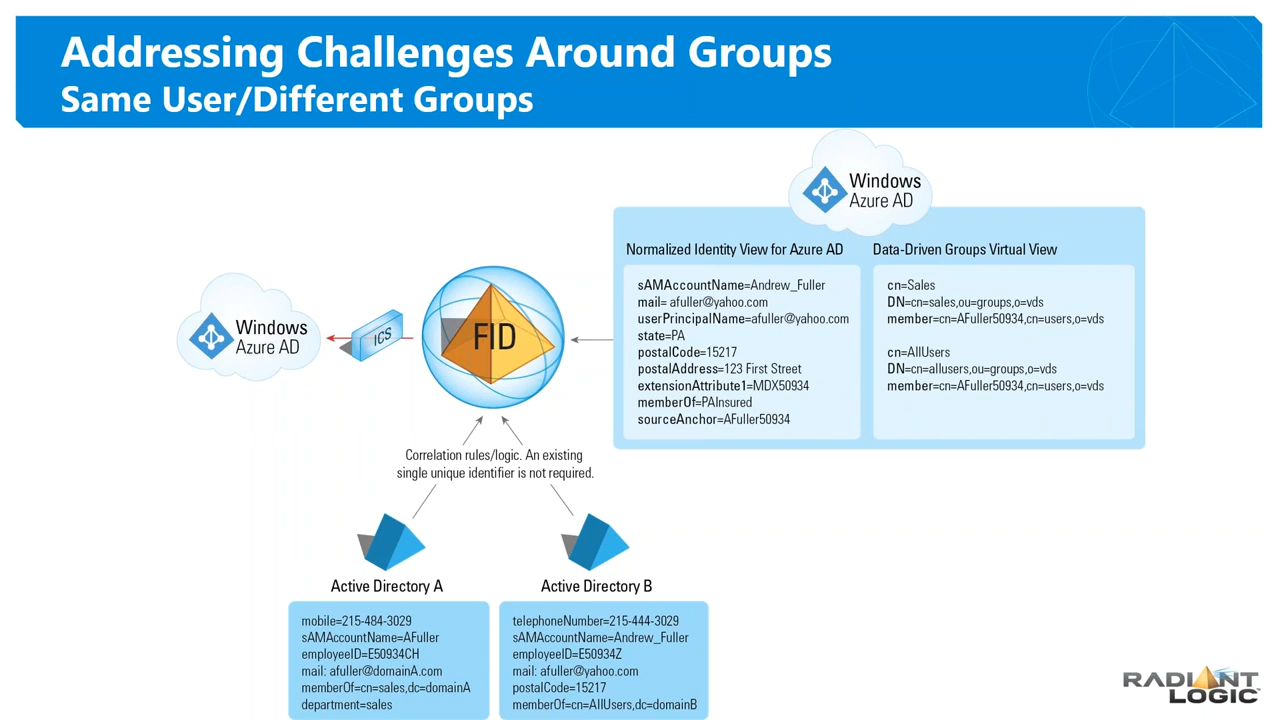 Addressing Challenges Around Groups
Same User/Different Groups
Windows
Azure AD
Normalized Identity View for Azure AD
sAMAccountName=Andrew_Fuller
mail= afuller@yahoo.com
userPrincipalName=afuller@yahoo.com
state=PA
postalCode=15217
postalAddress=123 First Street
extensionAttribute1=MDX50934
memberOf=PAInsured
sourceAnchor=AFuller50934
Data-Driven Groups Virtual View
cn=Sales
DN=cn=sales,ou=groups,o=vds
member=cn=AFuller50934,cn=users,o=vds
cn=AllUsers
DN=cn=allusers,ou=groups,o=vds
member=cn=AFuller50934,cn=users,o=vds
Windows
Azure AD
ICS
FID
Correlation rules/logic. An existing
single unique identifier is not required.
Active Directory A
mobile=215-484-3029
sAMAccountName=AFuller
employeeID=E50934CH
mail: afuller@domainA.com
memberOf=cn=sales,dc=domainA
department=sales
Active Directory B
telephoneNumber=215-444-3029
sAMAccountName=Andrew_Fuller
employeeID=E50934Z
mail: afuller@yahoo.com
postalCode=15217
memberOf=cn=AllUsers,dc=domainB
RADIANT
LOGIC